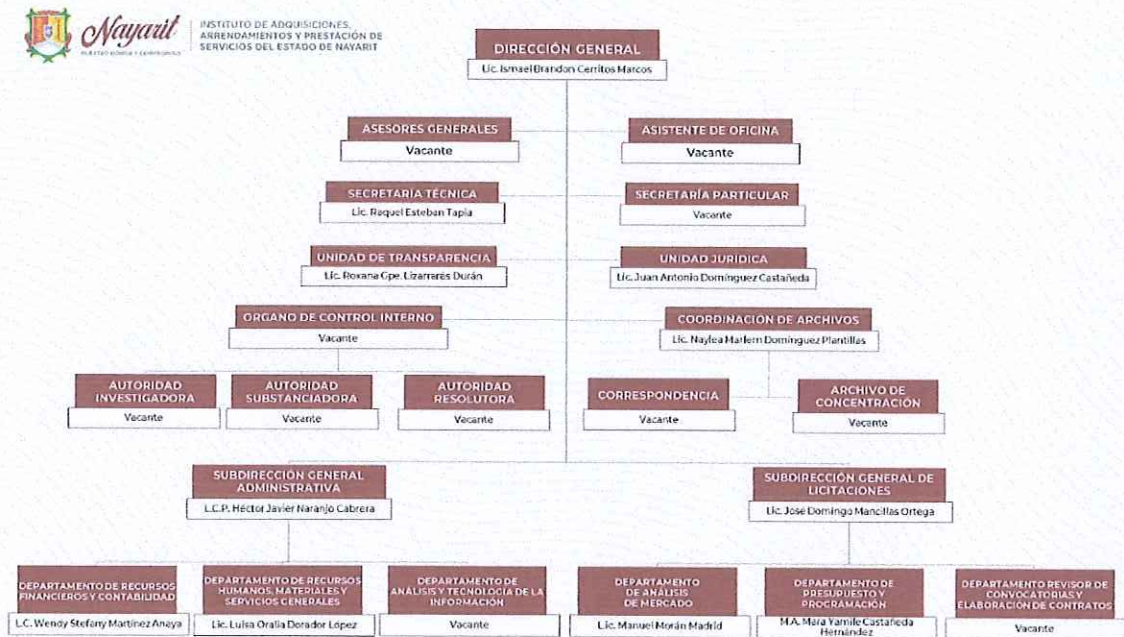 Nayarit
INSTITUTO DE ADQUISICIONES,
ARRENDAMIENTOS Y PRESTACIÓN DE
SERVICIOS DEL ESTADO DE NAYARIT
DIRECCIÓN GENERAL
Lic. Ismael Brandon Cerritos Marcos
ASESORES GENERALES
Vacante
ASISTENTE DE OFICINA
Vacante
SECRETARÍA TÉCNICA
Lic. Raquel Esteban Tapia
SECRETARÍA PARTICULAR
Vacante
UNIDAD DE TRANSPARENCIA
Lic. Roxana Gpe. Lizarrarás Durán
UNIDAD JURÍDICA
Lic. Juan Antonio Domínguez Castañeda
ORGANO DE CONTROL INTERNO
Vacante
COORDINACIÓN DE ARCHIVOS
Lic. Naylea Marlem Domínguez Plantillas
AUTORIDAD
INVESTIGADORA
Vacante
AUTORIDAD
SUBSTANCIADORA
Vacante
AUTORIDAD
RESOLUTORA
Vacante
CORRESPONDENCIA
Vacante
ARCHIVO DE
CONCENTRACIÓN
Vacante
SUBDIRECCIÓN GENERAL
ADMINISTRATIVA
L.C.P. Héctor Javier Naranjo Cabrera
SUBDIRECCIÓN GENERAL DE
LICITACIONES
Lic. José Domingo Mancillas Ortega
DEPARTAMENTO DE RECURSOS
FINANCIEROS Y CONTABILIDAD
L.C. Wendy Stefany Martínez Anaya
DEPARTAMENTO DE RECURSOS
HUMANOS, MATERIALES Y
SERVICIOS GENERALES
Lic. Luisa Oralia Dorador López
DEPARTAMENTO DE
ANÁLISIS Y TECNOLOGÍA DE LA
INFORMACIÓN
Vacante
DEPARTAMENTO
DE ANÁLISIS
DE MERCADO
Lic. Manuel Morán Madrid
DEPARTAMENTO DE
PRESUPUESTO Y
PROGRAMACIÓN
M.A. Mara Yamile Castañeda
Hernández
DEPARTAMENTO REVISOR DE
CONVOCATORIAS Y
ELABORACIÓN DE CONTRATOS
Vacante